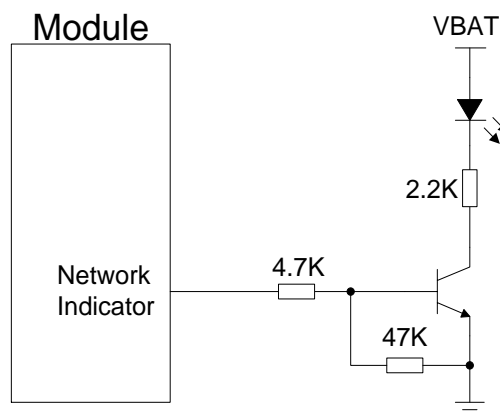 Module
VBAT
2.2K
4.7K
Network
Indicator
47K